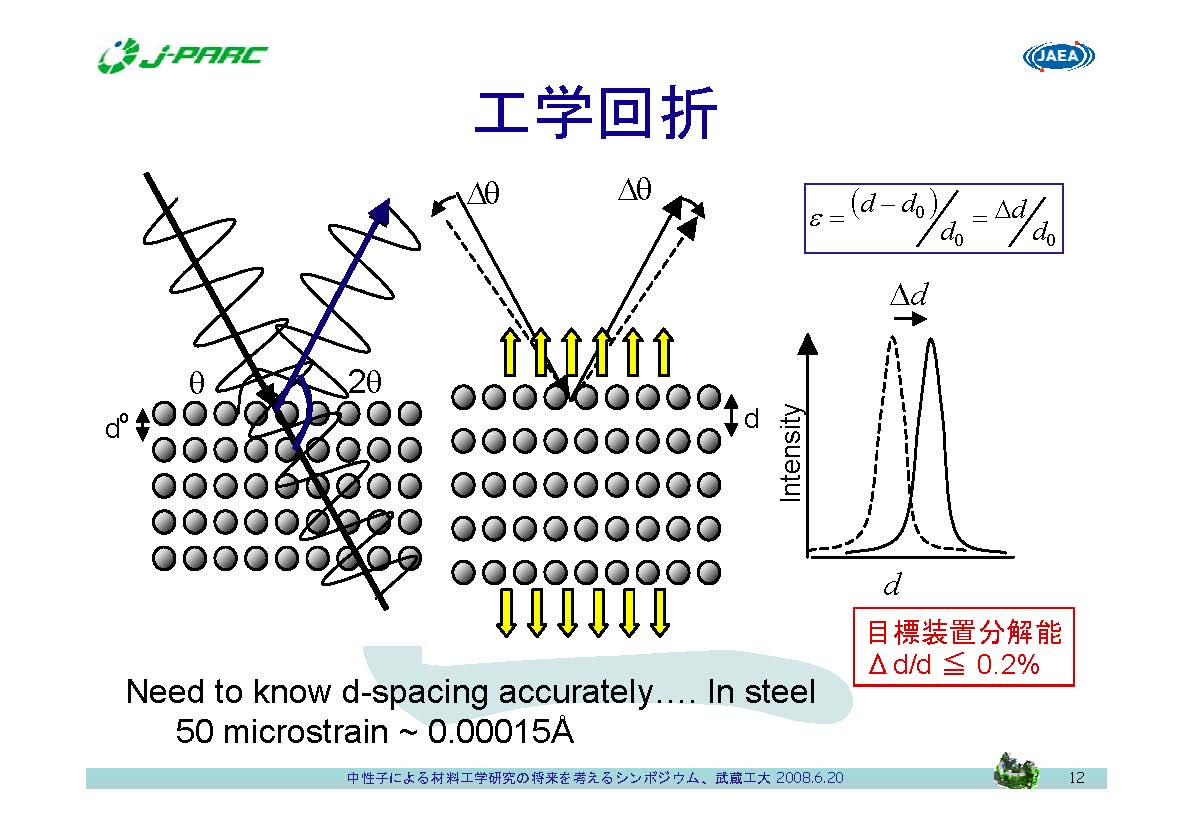 J-PARC
JAEA
工学回折
Δθ
Δθ
ε = (d − d₀)/d₀ = Δd/d₀
Δd
θ
2θ
dº
d
Intensity
d
目標装置分解能
Δd/d ≦ 0.2%
Need to know d-spacing accurately…. In steel
50 microstrain ~ 0.00015Å
中性子による材料工学研究の将来を考えるシンポジウム、武蔵工大 2008.6.20
12